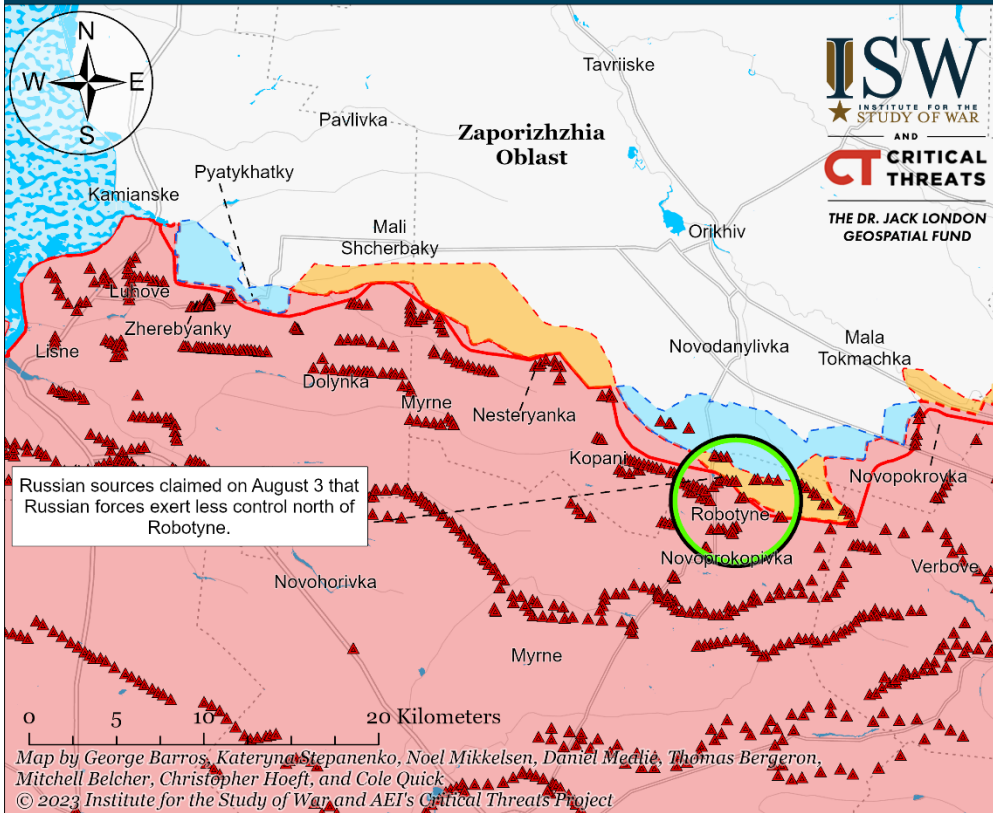 N
W
E
S
ISW
INSTITUTE FOR THE
STUDY OF WAR
AND
CT CRITICAL
THREATS
THE DR. JACK LONDON
GEOSPATIAL FUND
Tavriiske
Pavlivka
Zaporizhzhia
Oblast
Pyatykhatky
Kamianske
Mali
Shcherbaky
Orikhiv
Luhove
Zherebyanky
Lisne
Novodanylivka
Mala
Tokmachka
Dolynka
Myrne
Nesteryanka
Kopani
Novopokrovka
Russian sources claimed on August 3 that
Russian forces exert less control north of
Robotyne.
Robotyne
Novoprokopivka
Verbove
Novohorivka
Myrne
0 5 10 20 Kilometers
Map by George Barros, Kateryna Stepanenko, Noel Mikkelsen, Daniel Mealie, Thomas Bergeron,
Mitchell Belcher, Christopher Hoeft, and Cole Quick
© 2023 Institute for the Study of War and AEI's Critical Threats Project